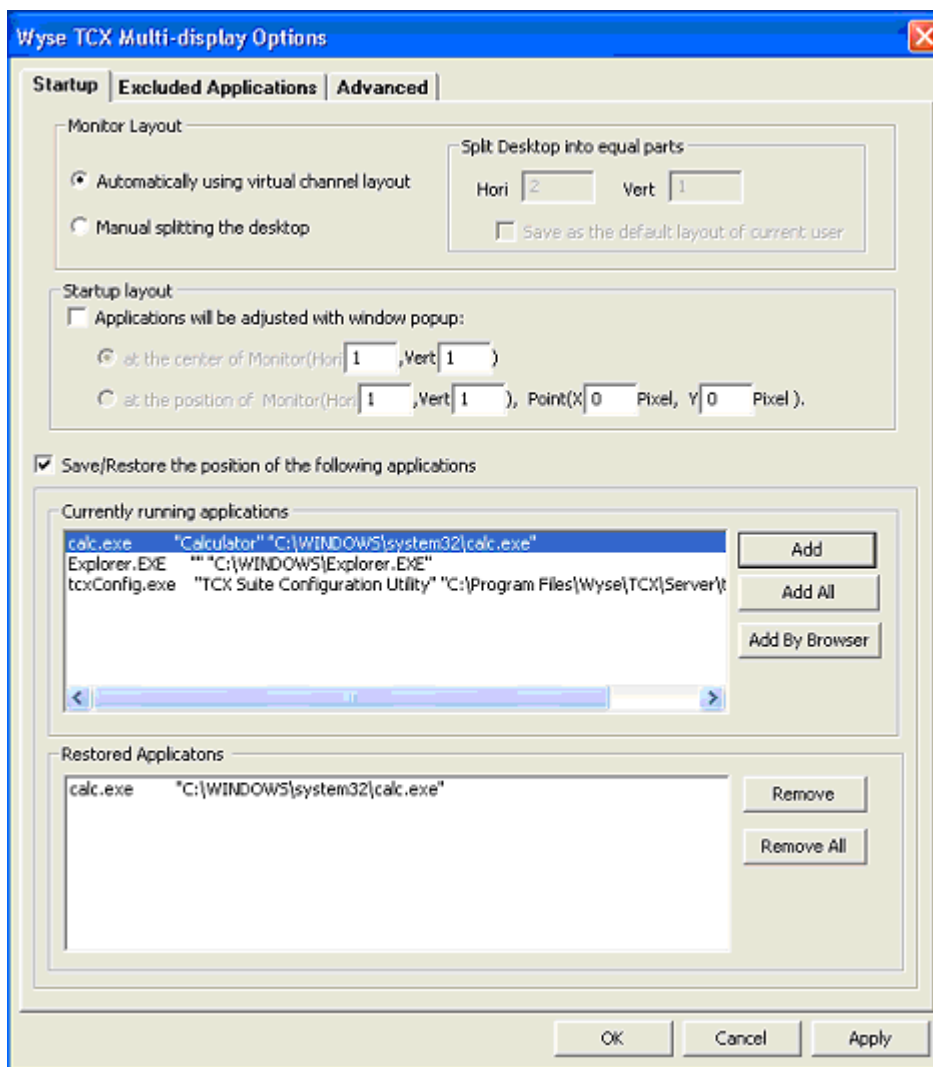 Wyse TCX Multi-display Options
Startup Excluded Applications Advanced
Monitor Layout
Automatically using virtual channel layout
Manual splitting the desktop
Split Desktop into equal parts
Hori 2 Vert 1
Save as the default layout of current user
Startup layout
Applications will be adjusted with window popup:
at the center of Monitor(Hori 1 ,Vert 1 )
at the position of Monitor(Hori 1 ,Vert 1 ), Point(X 0 Pixel, Y 0 Pixel ).
Save/Restore the position of the following applications
Currently running applications
calc.exe "Calculator" "C:\WINDOWS\system32\calc.exe"
Explorer.EXE "" "C:\WINDOWS\Explorer.EXE"
tcxConfig.exe "TCX Suite Configuration Utility" "C:\Program Files\Wyse\TCX\Server\t
Add
Add All
Add By Browser
Restored Applicatons
calc.exe "C:\WINDOWS\system32\calc.exe"
Remove
Remove All
OK Cancel Apply